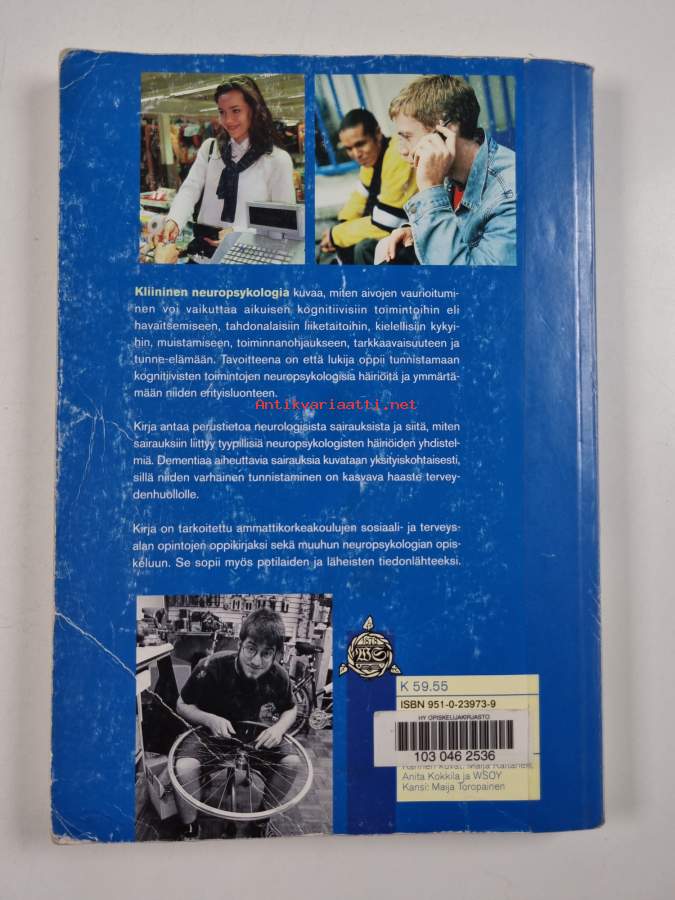 Kliininen neuropsykologia kuvaa, miten aivojen vaurioitumi-
nen voi vaikuttaa aikuisen kognitiivisiin toimintoihin eli
havaitsemiseen, tahdonalaisiin liiketaitoihin, kielellisiin kykyi-
hin, muistamiseen, toiminnanohjaukseen, tarkkaavaisuuteen ja
tunne-elämään. Tavoitteena on että lukija oppii tunnistamaan
kognitiivisten toimintojen neuropsykologisia häiriöitä ja ymmärtä-
mään niiden erityisluonteen.
Antikvariaatti.net
Kirja antaa perustietoa neurologisista sairauksista ja siitä, miten
sairauksiin liittyy tyypillisiä neuropsykologisten häiriöiden yhdistel-
miä. Dementiaa aiheuttavia sairauksia kuvataan yksityiskohtaisesti,
sillä niiden varhainen tunnistaminen on kasvava haaste tervey-
denhuollolle.
Kirja on tarkoitettu ammattikorkeakoulujen sosiaali- ja terveys-
alan opintojen oppikirjaksi sekä muuhun neuropsykologian opis-
keluun. Se sopii myös potilaiden ja läheisten tiedonlähteeksi.
WS
K 59.55
ISBN 951-0-23973-9
HY OPISKELIJAKIRJASTO
103 046 2536
Anita Kokkila ja WSOY
Kansi: Maija Toropainen